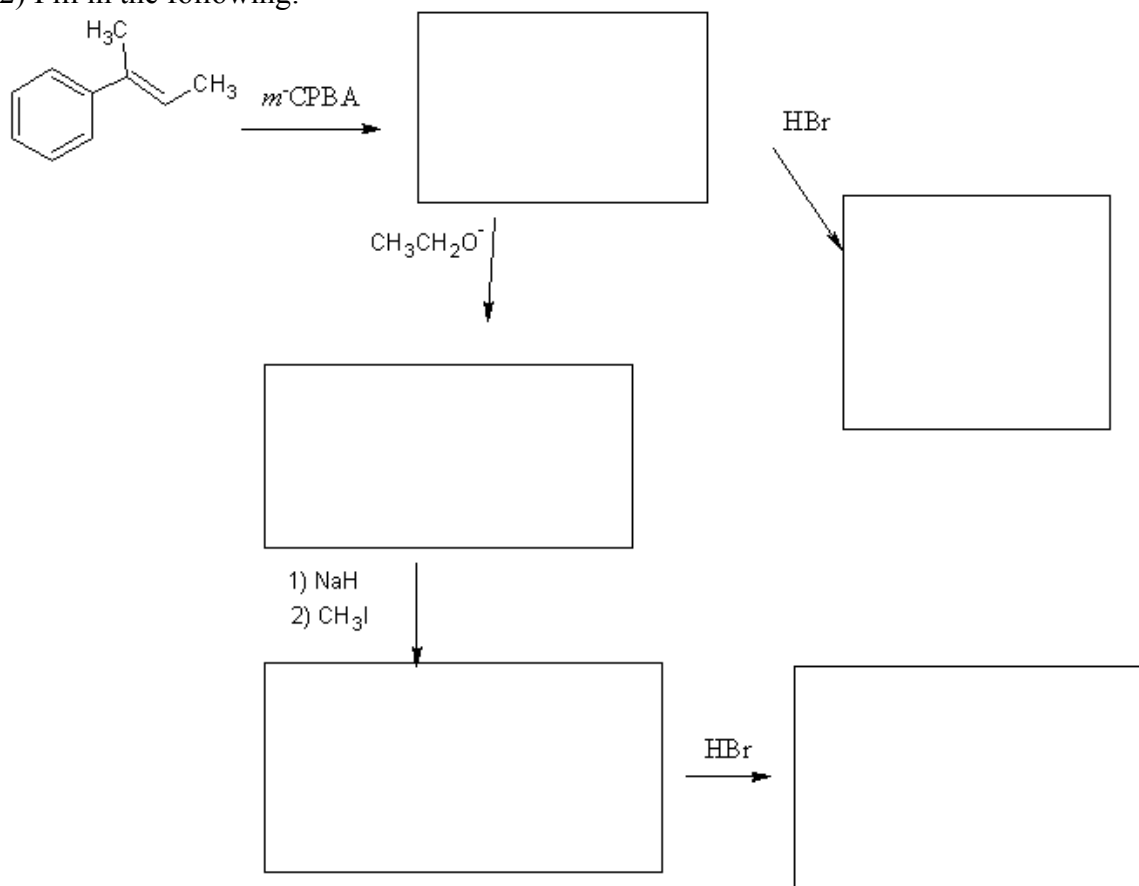 2) Fill in the following:
H₃C
CH₃
m-CPBA
HBr
CH₃CH₂O⁻
1) NaH
2) CH₃I
HBr